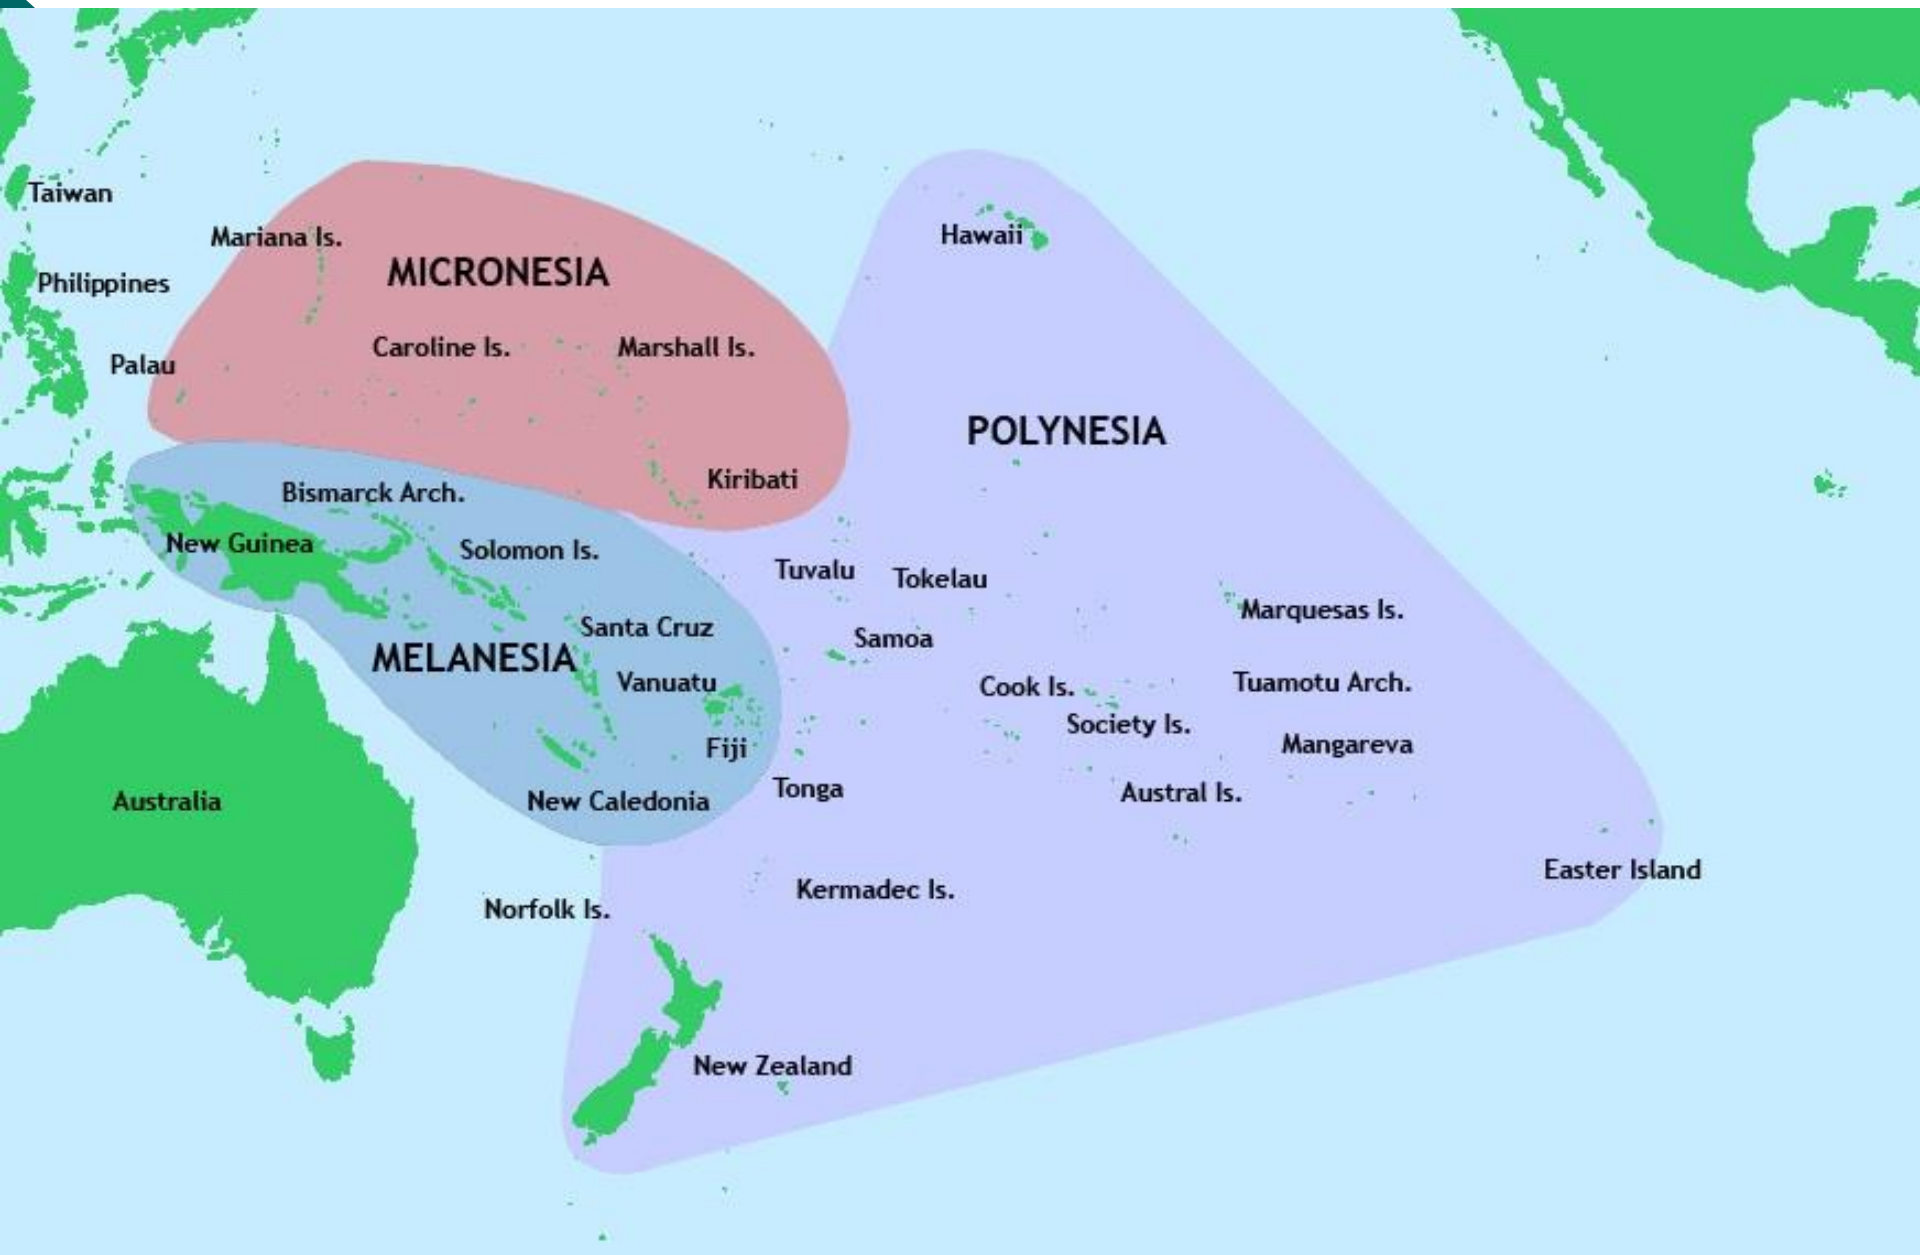 Taiwan
Mariana Is.
Hawaii
MICRONESIA
Philippines
Caroline Is.
Marshall Is.
Palau
POLYNESIA
Kiribati
Bismarck Arch.
New Guinea
Solomon Is.
Tuvalu
Tokelau
Marquesas Is.
Santa Cruz
Samoa
MELANESIA
Vanuatu
Cook Is.
Tuamotu Arch.
Society Is.
Fiji
Mangareva
Tonga
Austral Is.
Australia
New Caledonia
Easter Island
Kermadec Is.
Norfolk Is.
New Zealand